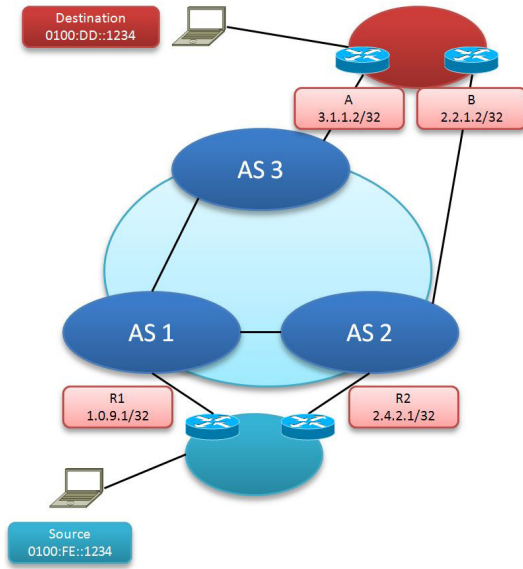 Destination
0100:DD::1234
A
3.1.1.2/32
B
2.2.1.2/32
AS 3
AS 1
AS 2
R1
1.0.9.1/32
R2
2.4.2.1/32
Source
0100:FE::1234